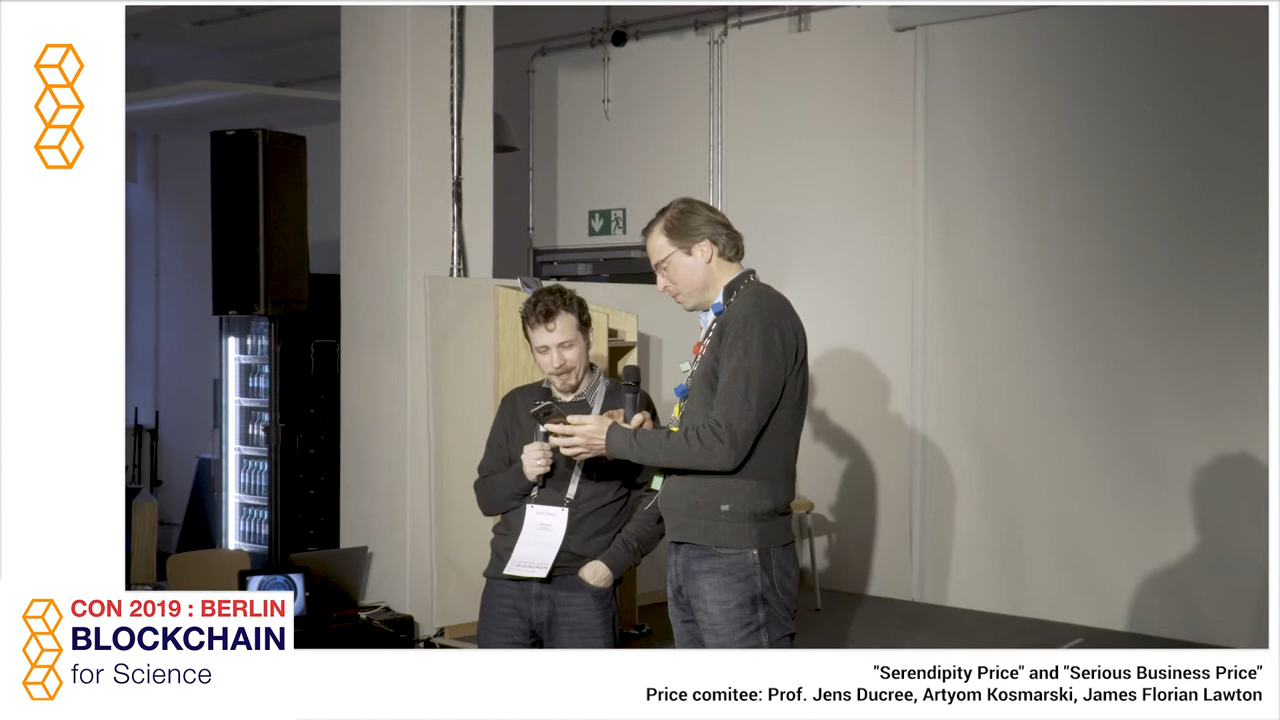 CON 2019 : BERLIN
BLOCKCHAIN
for Science
"Serendipity Price" and "Serious Business Price"
Price comitee: Prof. Jens Ducree, Artyom Kosmarski, James Florian Lawton